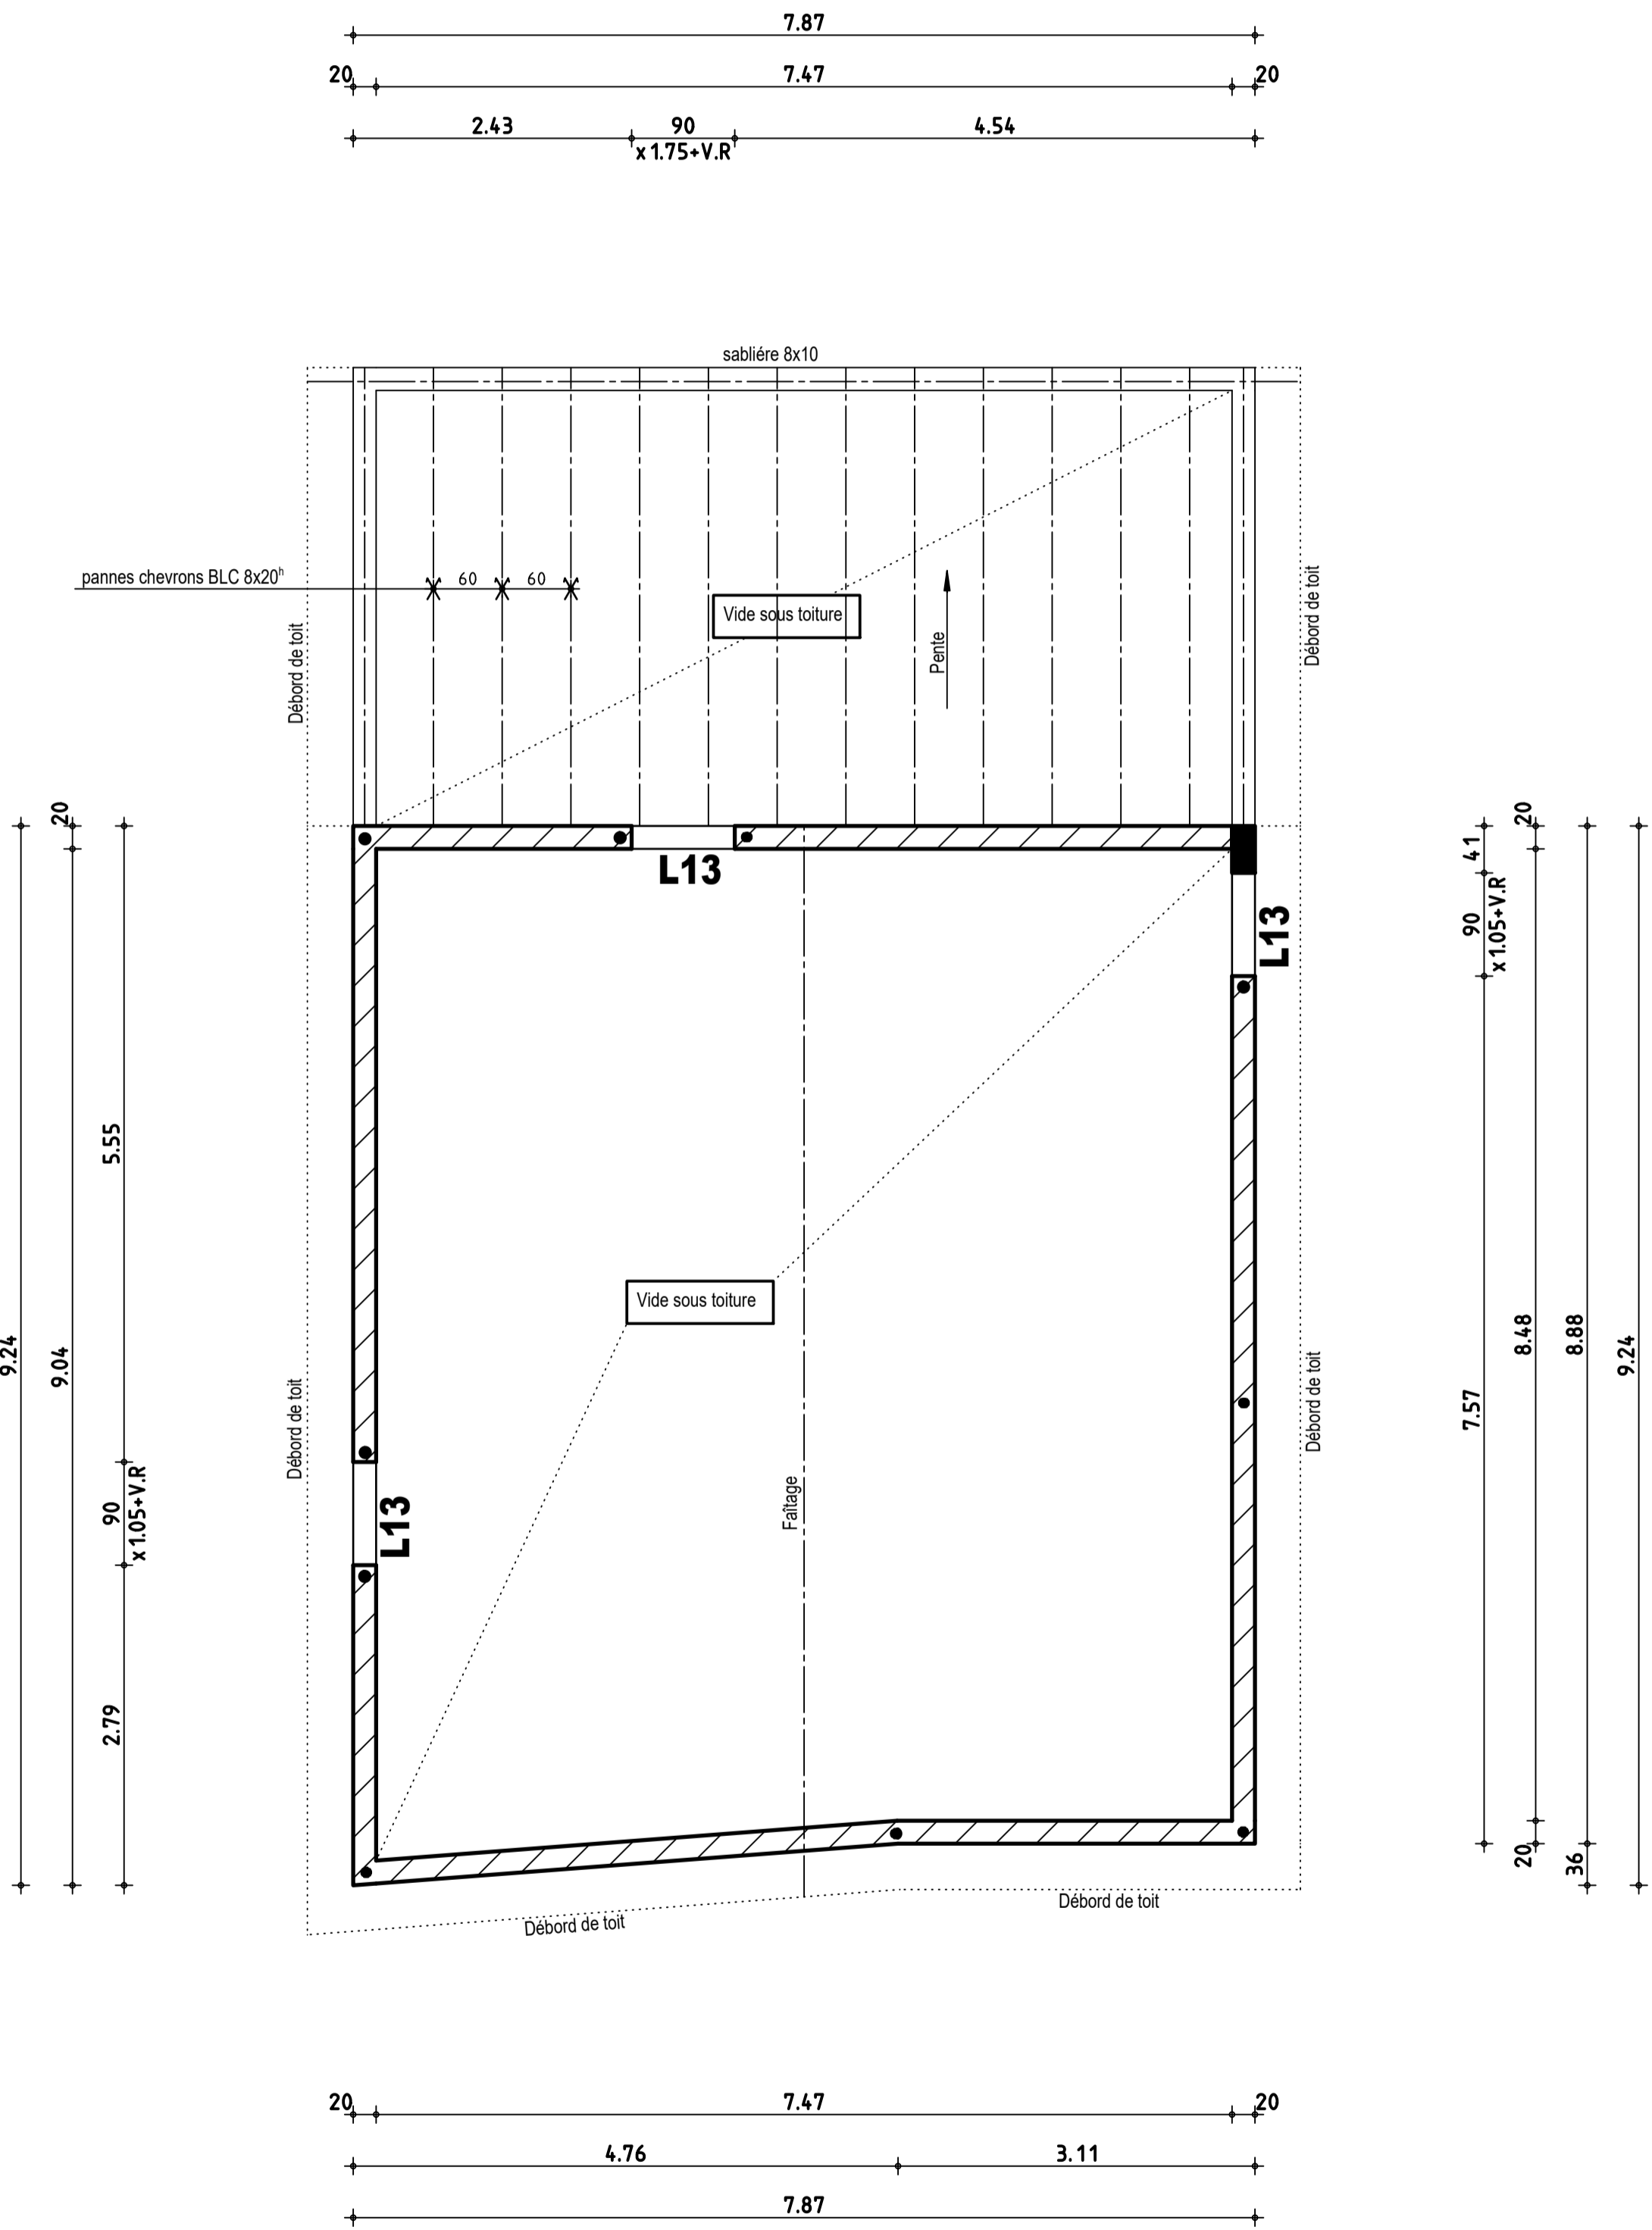 7.87
20
7.47
20
2.43
90
4.54
x 1.75+V.R
sabliére 8x10
pannes chevrons BLC 8x20h
60
60
Débord de toit
Débord de toit
Vide sous toiture
Pente
L13
L13
20
5.55
9.24
9.04
90
x 1.05+V.R
2.79
20
41
90
x 1.05+V.R
7.57
8.48
8.88
9.24
20
36
Vide sous toiture
Débord de toit
Débord de toit
L13
Faîtage
Débord de toit
Débord de toit
20
7.47
20
4.76
3.11
7.87